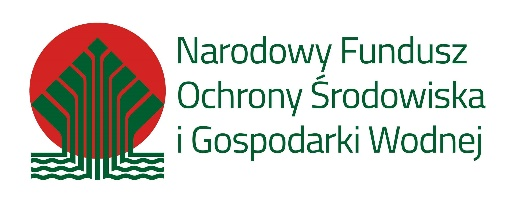 Narodowy Fundusz
Ochrony Środowiska
i Gospodarki Wodnej